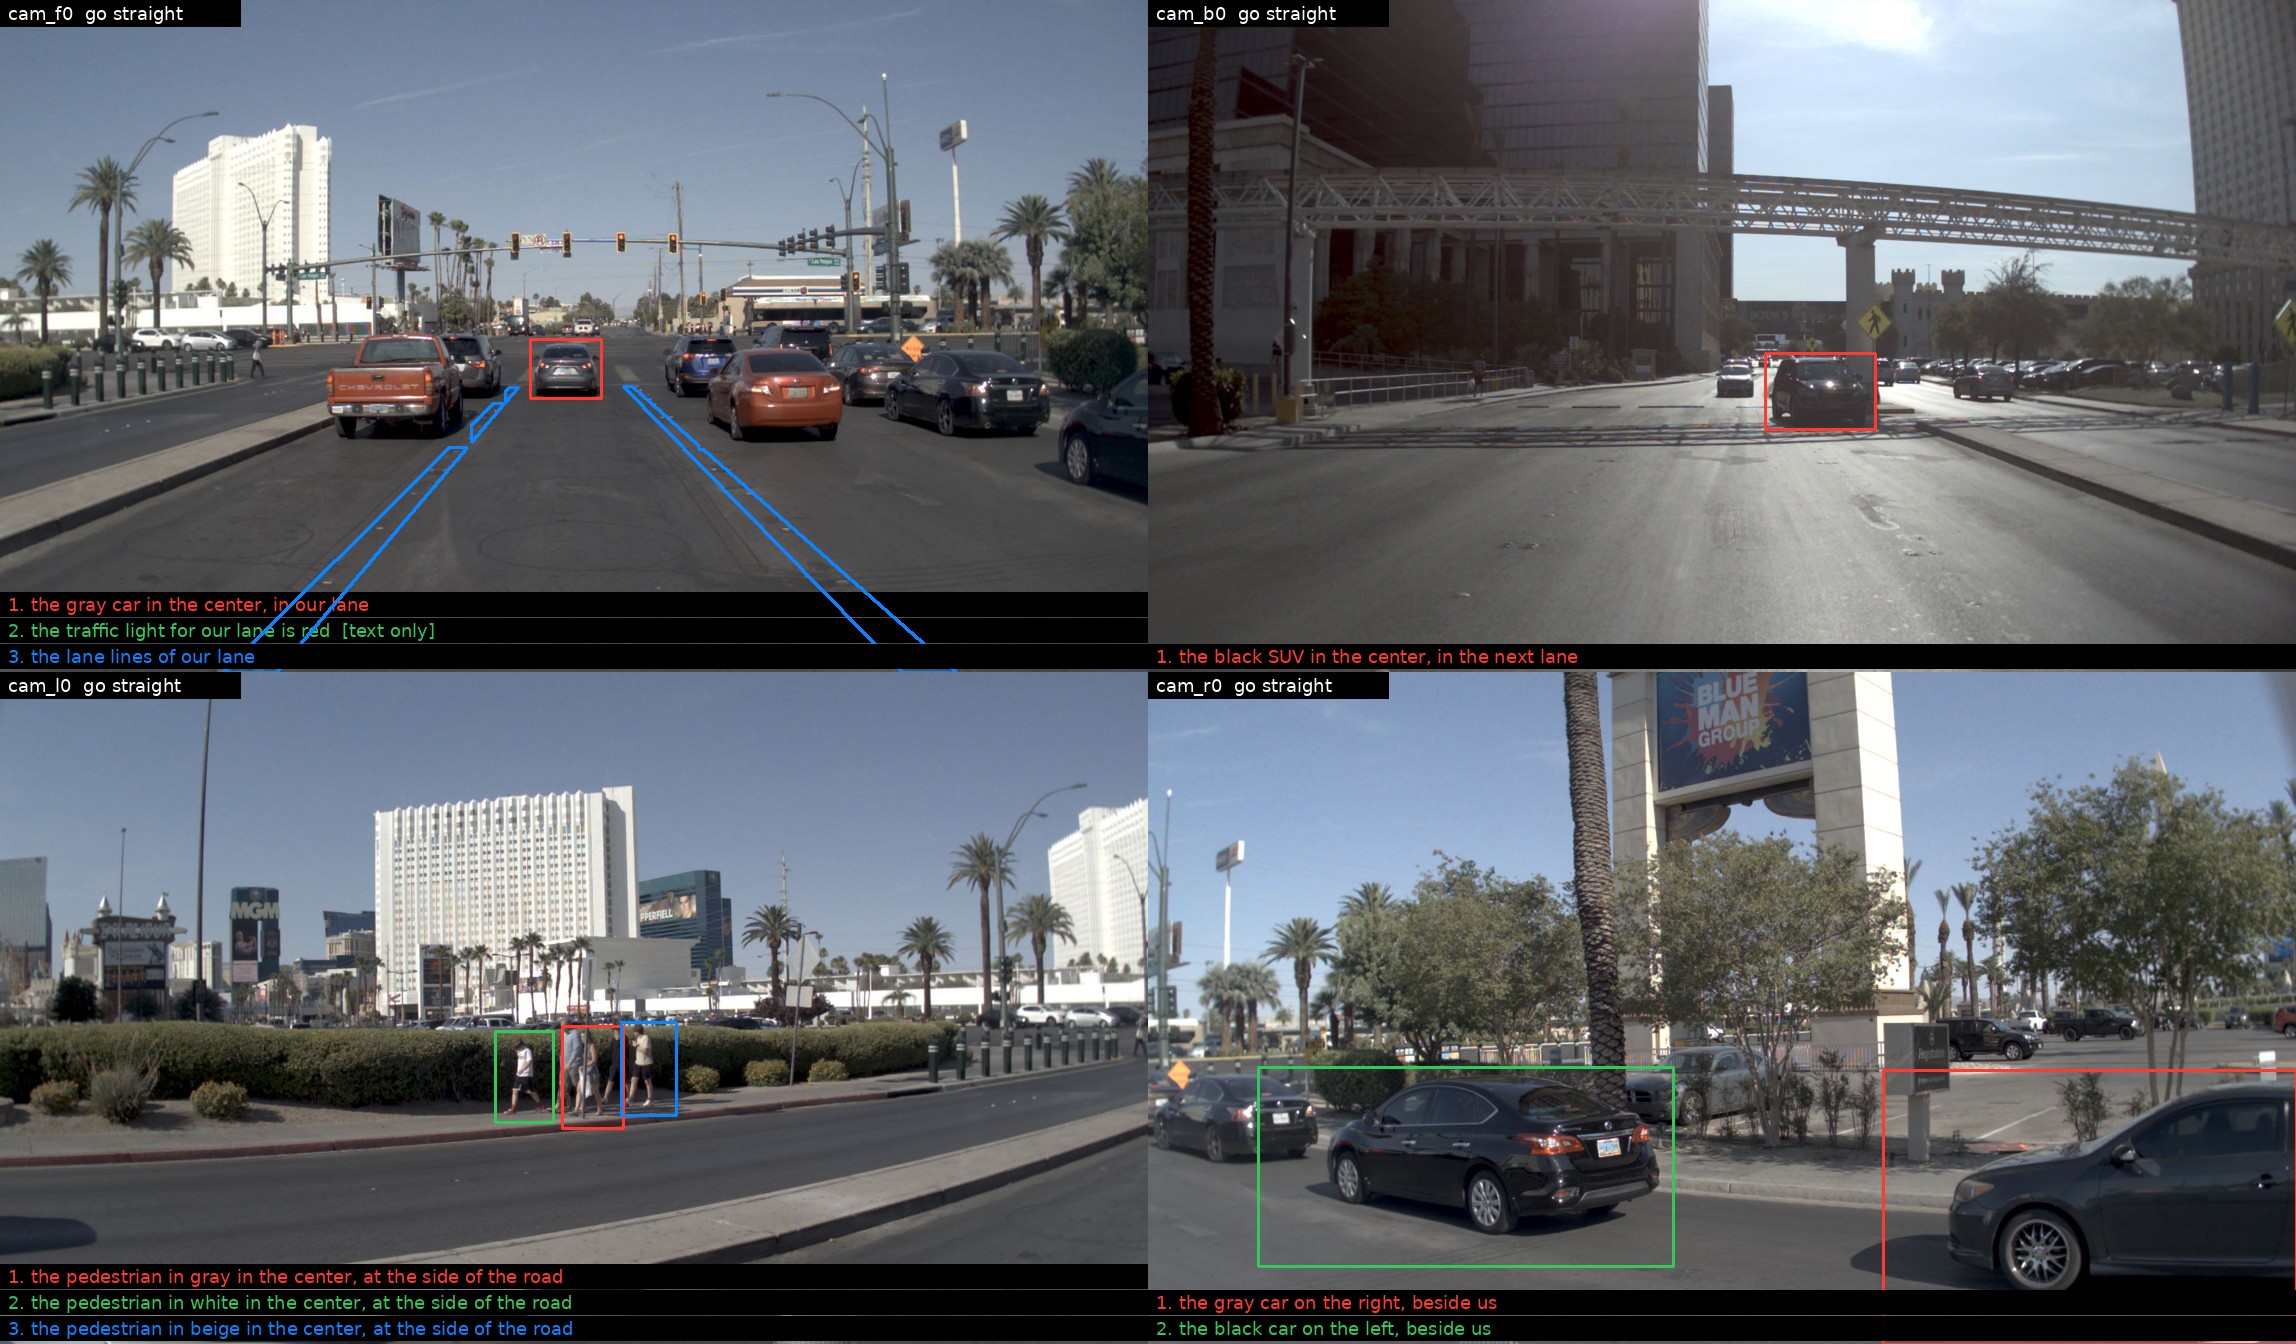 cam_f0 go straight
CHEVROLET
1. the gray car in the center, in our lane
2. the traffic light for our lane is red [text only]
3. the lane lines of our lane
cam_b0 go straight
1. the black SUV in the center, in the next lane
cam_l0 go straight
MGM
PPERFIELD
1. the pedestrian in gray in the center, at the side of the road
2. the pedestrian in white in the center, at the side of the road
3. the pedestrian in beige in the center, at the side of the road
cam_r0 go straight
BLUE
MAN
GROUP
Registration
1. the gray car on the right, beside us
2. the black car on the left, beside us